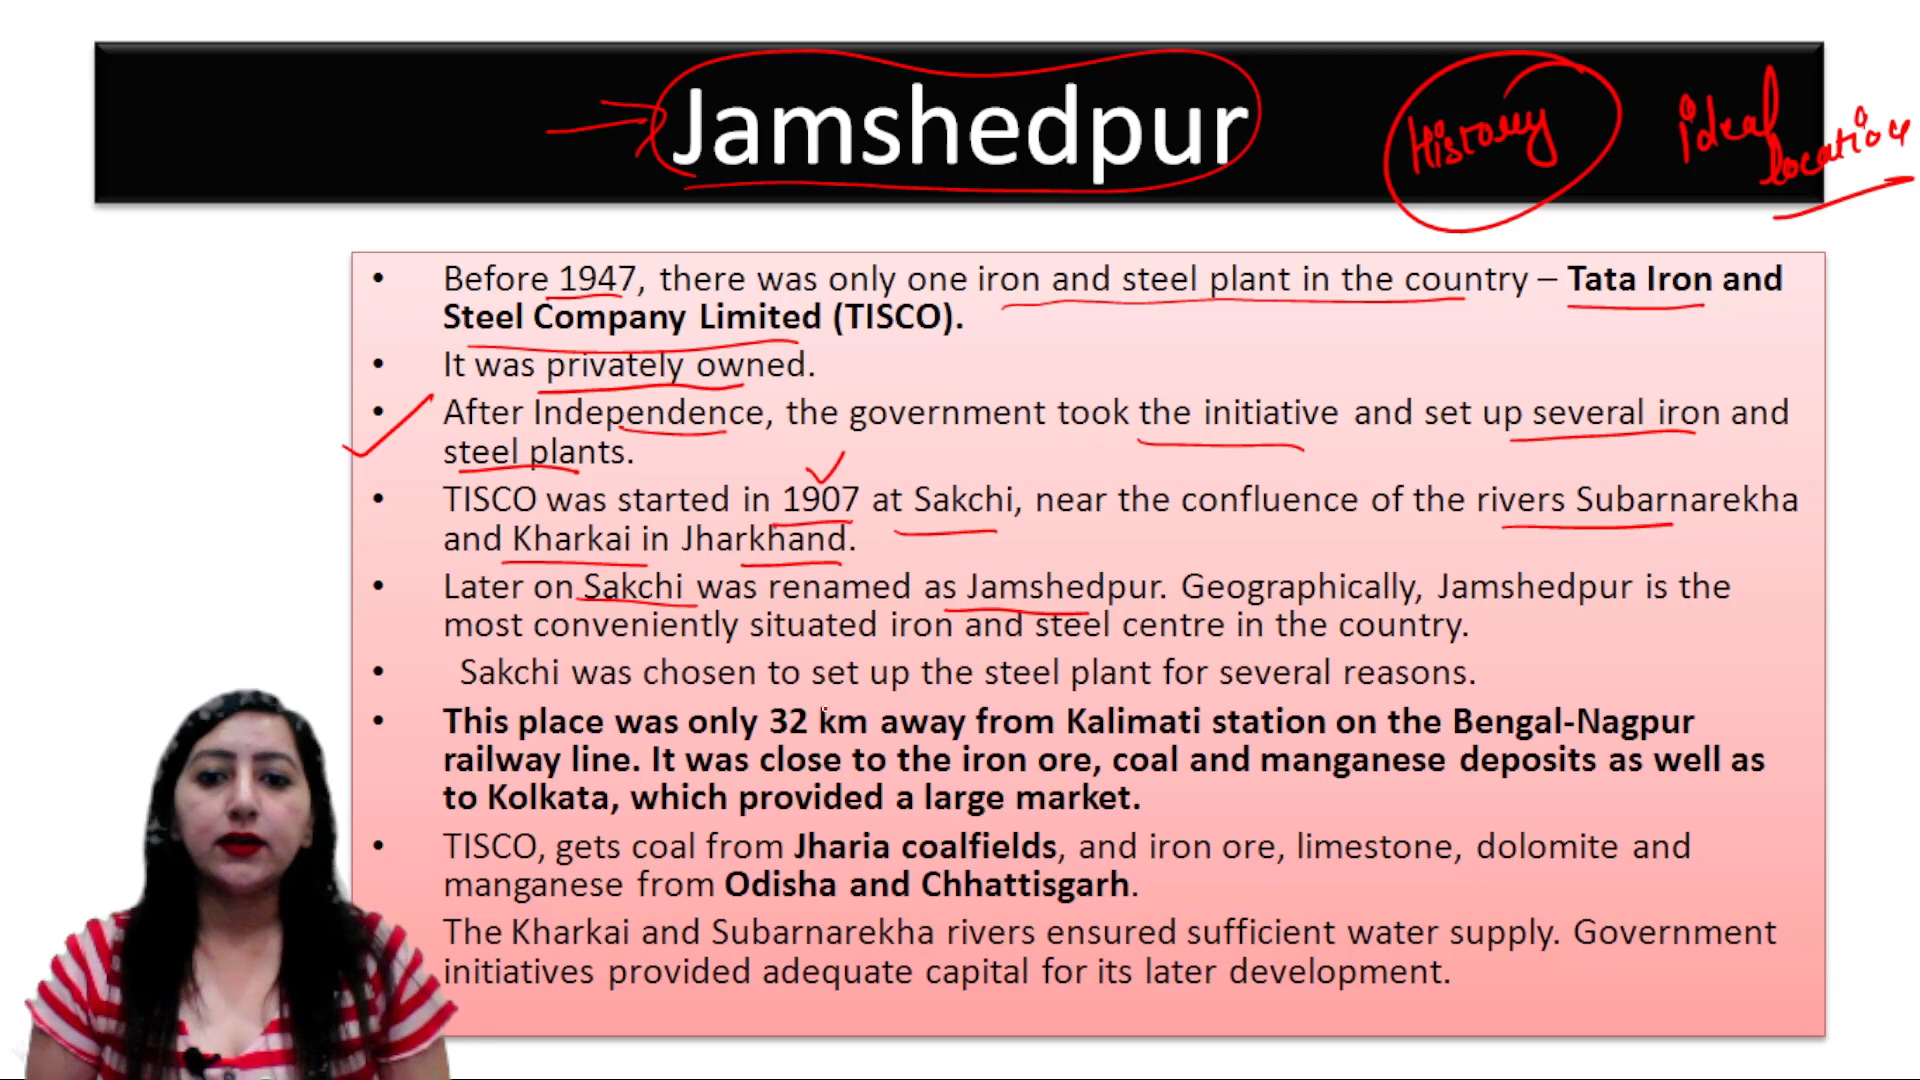 Jamshedpur
History
ideal
location
• Before 1947, there was only one iron and steel plant in the country – Tata Iron and
Steel Company Limited (TISCO).
• It was privately owned.
• After Independence, the government took the initiative and set up several iron and
steel plants.
• TISCO was started in 1907 at Sakchi, near the confluence of the rivers Subarnarekha
and Kharkai in Jharkhand.
• Later on Sakchi was renamed as Jamshedpur. Geographically, Jamshedpur is the
most conveniently situated iron and steel centre in the country.
• Sakchi was chosen to set up the steel plant for several reasons.
• This place was only 32 km away from Kalimati station on the Bengal-Nagpur
railway line. It was close to the iron ore, coal and manganese deposits as well as
to Kolkata, which provided a large market.
• TISCO, gets coal from Jharia coalfields, and iron ore, limestone, dolomite and
manganese from Odisha and Chhattisgarh.
The Kharkai and Subarnarekha rivers ensured sufficient water supply. Government
initiatives provided adequate capital for its later development.